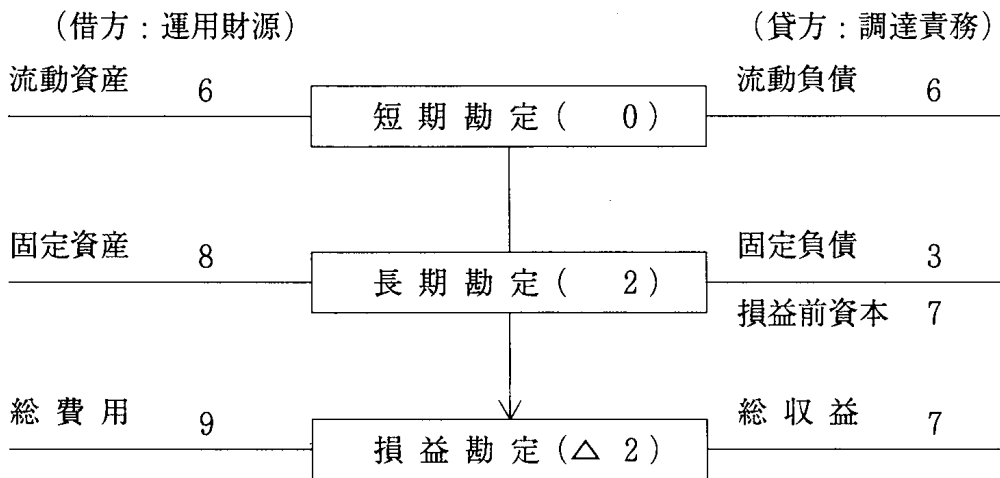 (借方:運用財源) (貸方:調達責務)
流動資産 6 短期勘定( 0) 流動負債 6
固定資産 8 長期勘定( 2) 固定負債 3
損益前資本 7
総費用 9 損益勘定(△ 2) 総収益 7